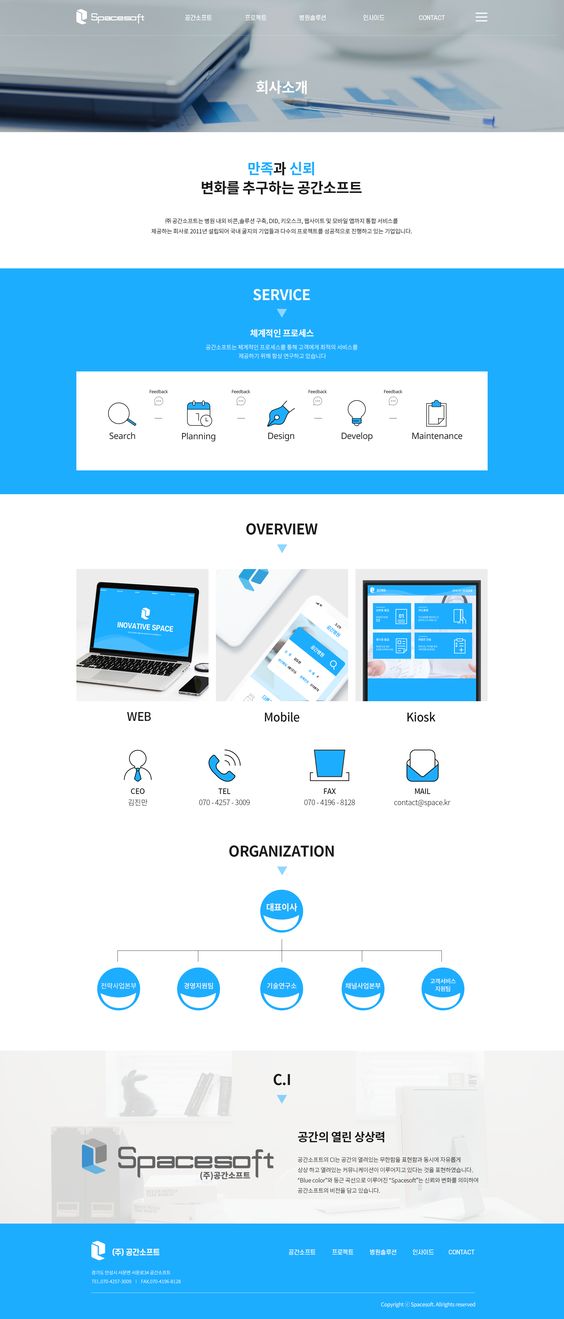 Spacesoft
공간소프트 프로젝트 병원솔루션 인사이드 CONTACT
회사소개
만족과 신뢰
변화를 추구하는 공간소프트
㈜ 공간소프트는 병원 내외 비콘,솔루션 구축, DID, 키오스크, 웹사이트 및 모바일 앱까지 통합 서비스를
제공하는 회사로 2011년 설립되어 국내 굴지의 기업들과 다수의 프로젝트를 성공적으로 진행하고 있는 기업입니다.
SERVICE
체계적인 프로세스
공간소프트는 체계적인 프로세스를 통해 고객에게 최적의 서비스를
제공하기 위해 항상 연구하고 있습니다
Feedback Feedback Feedback Feedback
Search Planning Design Develop Maintenance
OVERVIEW
INOVATIVE SPACE
공간병원
공간병원
WEB Mobile Kiosk
CEO TEL FAX MAIL
김진만 070 - 4257 - 3009 070 - 4196 - 8128 contact@space.kr
ORGANIZATION
대표이사
전략사업본부 경영지원팀 기술연구소 채널사업본부 고객서비스
지원팀
C.I
공간의 열린 상상력
Spacesoft
(주)공간소프트
공간소프트의 CI는 공간의 열려있는 무한함을 표현함과 동시에 자유롭게
상상 하고 열려있는 커뮤니케이션이 이루어지고 있다는 것을 표현하였습니다.
"Blue color"와 둥근 곡선으로 이루어진 "Spacesoft"는 신뢰와 변화를 의미하며
공간소프트의 비전을 담고 있습니다.
(주) 공간소프트
공간소프트 프로젝트 병원솔루션 인사이드 CONTACT
경기도 안성시 서운면 서운로34 공간소프트
TEL.070-4257-3009 | FAX.070-4196-8128
Copyright ⓒ Spacesoft. Allrights reserved